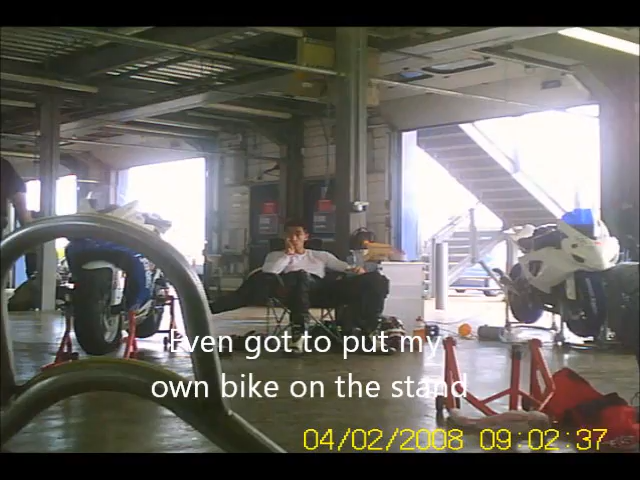 Even got to put my
own bike on the stand
04/02/2008 09:02:37